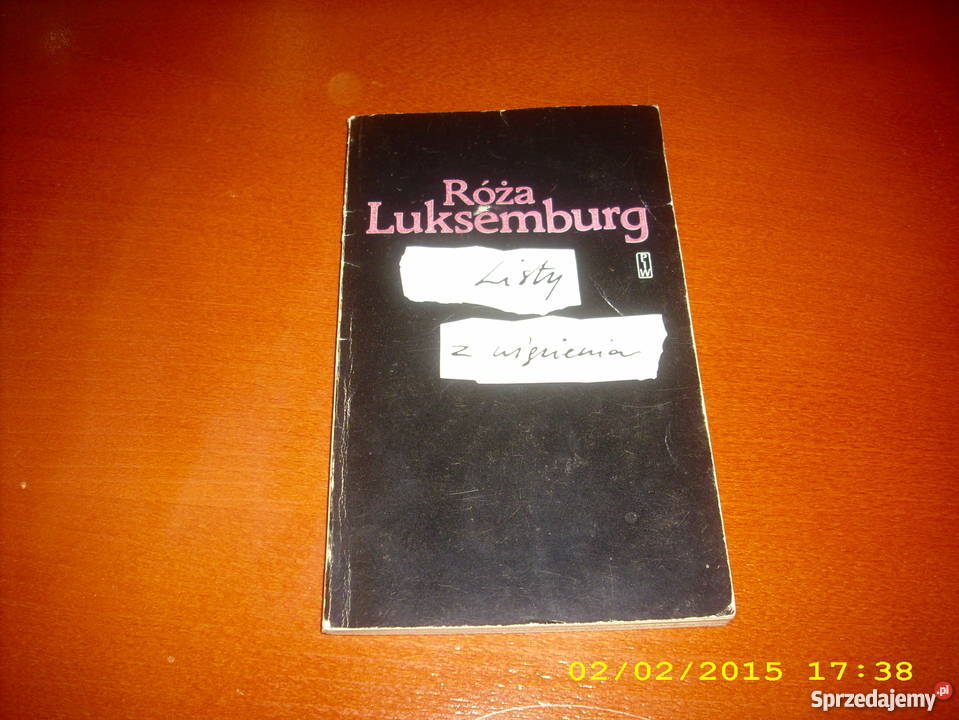 Róża
Luksemburg
PIW
Listy
z więzienia
02/02/2015 17:38
Sprzedajemy.pl